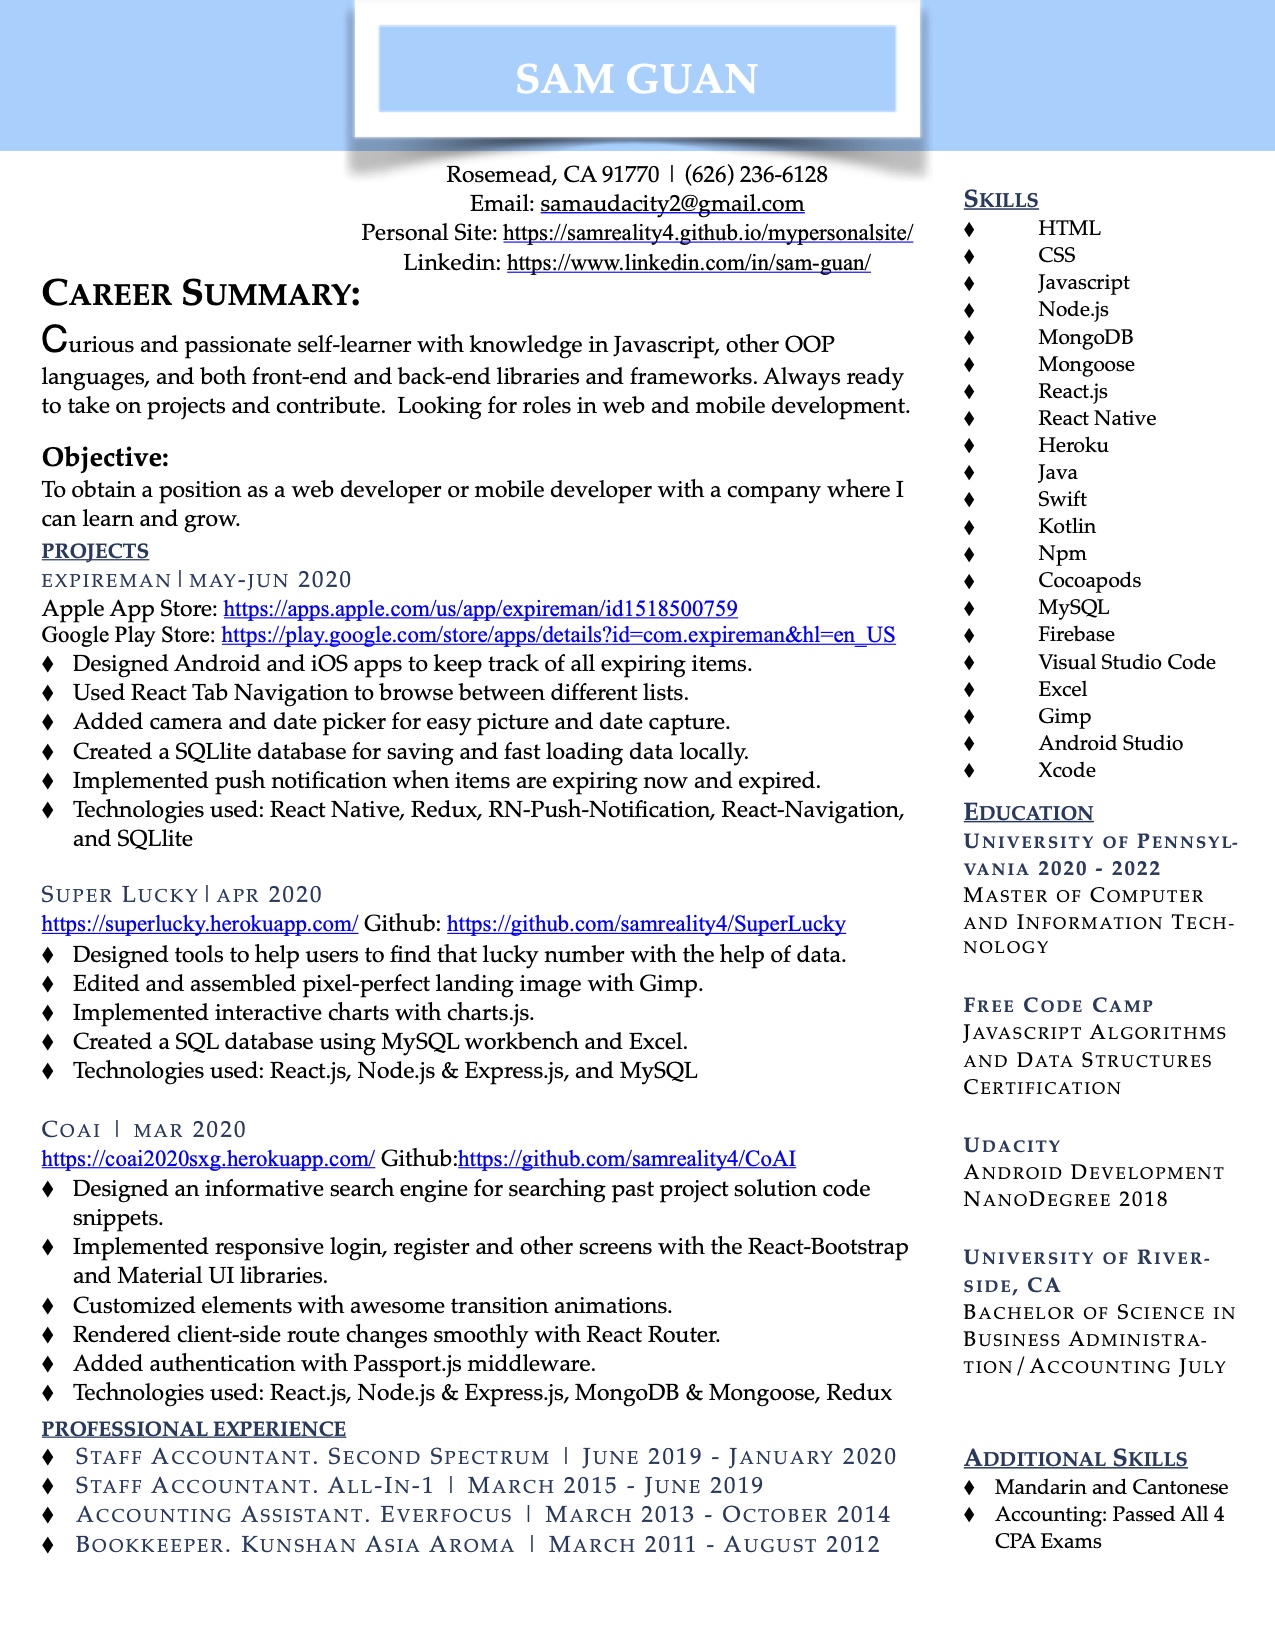 SAM GUAN
Rosemead, CA 91770 | (626) 236-6128
Email: samaudacity2@gmail.com
Personal Site: https://samreality4.github.io/mypersonalsite/
Linkedin: https://www.linkedin.com/in/sam-guan/
CAREER SUMMARY:
Curious and passionate self-learner with knowledge in Javascript, other OOP
languages, and both front-end and back-end libraries and frameworks. Always ready
to take on projects and contribute.  Looking for roles in web and mobile development.
Objective:
To obtain a position as a web developer or mobile developer with a company where I
can learn and grow.
PROJECTS
EXPIREMAN | MAY-JUN 2020
Apple App Store: https://apps.apple.com/us/app/expireman/id1518500759
Google Play Store: https://play.google.com/store/apps/details?id=com.expireman&hl=en_US
♦ Designed Android and iOS apps to keep track of all expiring items.
♦ Used React Tab Navigation to browse between different lists.
♦ Added camera and date picker for easy picture and date capture.
♦ Created a SQLlite database for saving and fast loading data locally.
♦ Implemented push notification when items are expiring now and expired.
♦ Technologies used: React Native, Redux, RN-Push-Notification, React-Navigation,
and SQLlite
SUPER LUCKY | APR 2020
https://superlucky.herokuapp.com/ Github: https://github.com/samreality4/SuperLucky
♦ Designed tools to help users to find that lucky number with the help of data.
♦ Edited and assembled pixel-perfect landing image with Gimp.
♦ Implemented interactive charts with charts.js.
♦ Created a SQL database using MySQL workbench and Excel.
♦ Technologies used: React.js, Node.js & Express.js, and MySQL
COAI | MAR 2020
https://coai2020sxg.herokuapp.com/ Github:https://github.com/samreality4/CoAI
♦ Designed an informative search engine for searching past project solution code
snippets.
♦ Implemented responsive login, register and other screens with the React-Bootstrap
and Material UI libraries.
♦ Customized elements with awesome transition animations.
♦ Rendered client-side route changes smoothly with React Router.
♦ Added authentication with Passport.js middleware.
♦ Technologies used: React.js, Node.js & Express.js, MongoDB & Mongoose, Redux
PROFESSIONAL EXPERIENCE
♦ STAFF ACCOUNTANT. SECOND SPECTRUM | JUNE 2019 - JANUARY 2020
♦ STAFF ACCOUNTANT. ALL-IN-1 | MARCH 2015 - JUNE 2019
♦ ACCOUNTING ASSISTANT. EVERFOCUS | MARCH 2013 - OCTOBER 2014
♦ BOOKKEEPER. KUNSHAN ASIA AROMA | MARCH 2011 - AUGUST 2012
SKILLS
♦ HTML
♦ CSS
♦ Javascript
♦ Node.js
♦ MongoDB
♦ Mongoose
♦ React.js
♦ React Native
♦ Heroku
♦ Java
♦ Swift
♦ Kotlin
♦ Npm
♦ Cocoapods
♦ MySQL
♦ Firebase
♦ Visual Studio Code
♦ Excel
♦ Gimp
♦ Android Studio
♦ Xcode
EDUCATION
UNIVERSITY OF PENNSYL-
VANIA 2020 - 2022
MASTER OF COMPUTER
AND INFORMATION TECH-
NOLOGY
FREE CODE CAMP
JAVASCRIPT ALGORITHMS
AND DATA STRUCTURES
CERTIFICATION
UDACITY
ANDROID DEVELOPMENT
NANODEGREE 2018
UNIVERSITY OF RIVER-
SIDE, CA
BACHELOR OF SCIENCE IN
BUSINESS ADMINISTRA-
TION/ACCOUNTING JULY
ADDITIONAL SKILLS
♦ Mandarin and Cantonese
♦ Accounting: Passed All 4
CPA Exams